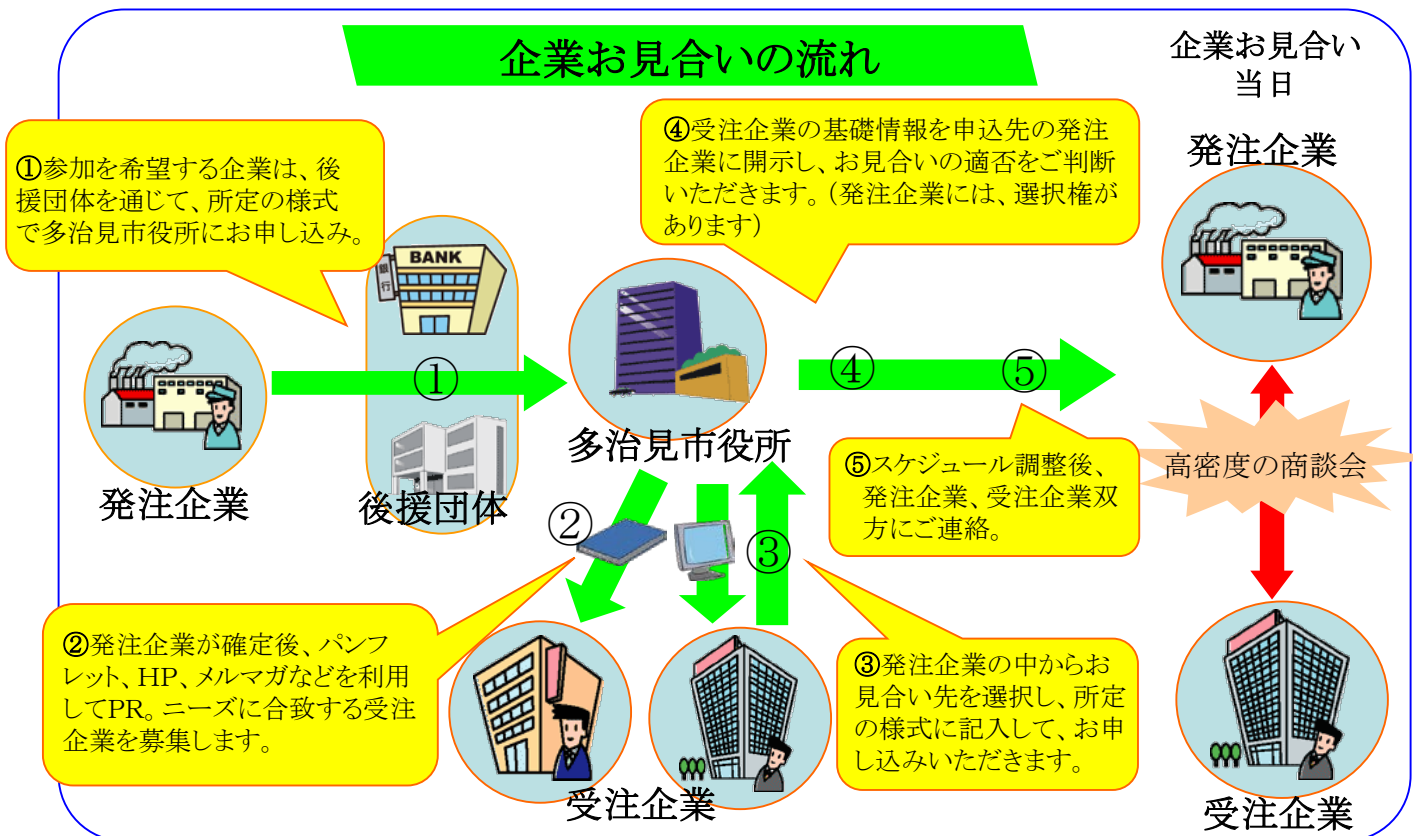 企業お見合いの流れ
企業お見合い
当日
①参加を希望する企業は、後
援団体を通じて、所定の様式
で多治見市役所にお申し込み。
④受注企業の基礎情報を申込先の発注
企業に開示し、お見合いの適否をご判断
いただきます。（発注企業には、選択権が
あります）
発注企業
BANK
銀行
①
④
⑤
発注企業
後援団体
多治見市役所
⑤スケジュール調整後、
発注企業、受注企業双
方にご連絡。
高密度の商談会
②
③
②発注企業が確定後、パンフ
レット、HP、メルマガなどを利用
してPR。ニーズに合致する受注
企業を募集します。
③発注企業の中からお
見合い先を選択し、所定
の様式に記入して、お申
し込みいただきます。
受注企業
受注企業